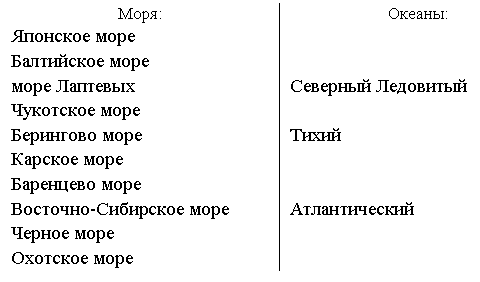 Моря: Океаны:
Японское море
Балтийское море
море Лаптевых Северный Ледовитый
Чукотское море
Берингово море Тихий
Карское море
Баренцево море
Восточно-Сибирское море Атлантический
Черное море
Охотское море